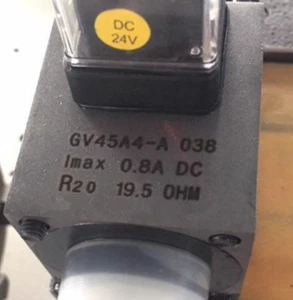 DC
24V
GV45A4-A 038
Imax 0.8A DC
R20 19.5 OHM